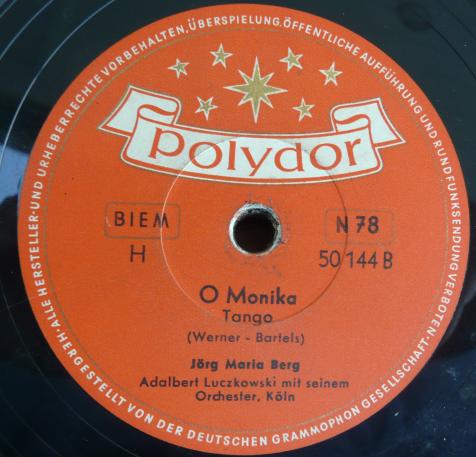 ·ALLE HERSTELLER-UND URHEBERRECHTE VORBEHALTEN, ÜBERSPIELUNG, ÖFFENTLICHE AUFFÜHRUNG UND RUNDFUNKSENDUNG VERBOTEN·
polydor
BIEM
N 78
H
50 144 B
O Monika
Tango
(Werner - Bartels)
Jörg Maria Berg
Adalbert Luczkowski mit seinem
Orchester, Köln
HERGESTELLT VON DER DEUTSCHEN GRAMMOPHON GESELLSCHAFT